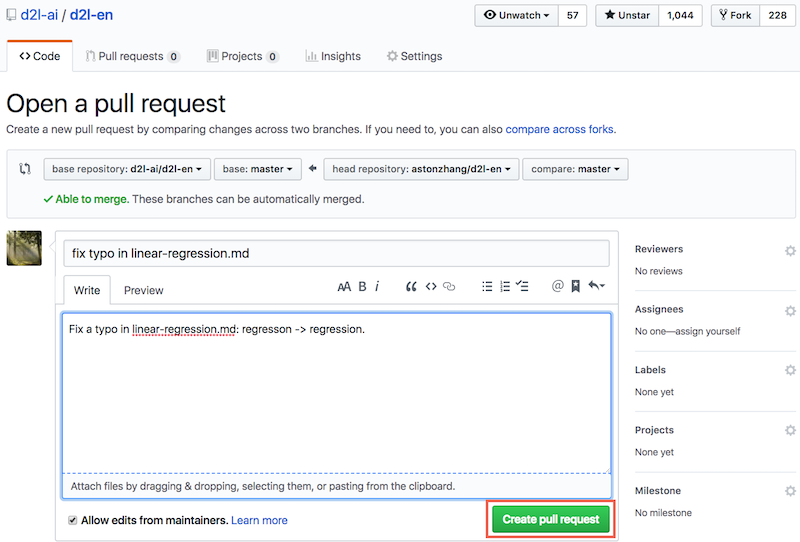 d2l-ai / d2l-en
Unwatch 57 Unstar 1,044 Fork 228
Code Pull requests 0 Projects 0 Insights Settings
Open a pull request
Create a new pull request by comparing changes across two branches. If you need to, you can also compare across forks.
base repository: d2l-ai/d2l-en base: master head repository: astonzhang/d2l-en compare: master
Able to merge. These branches can be automatically merged.
fix typo in linear-regression.md
Write Preview AA B i @
Fix a typo in linear-regression.md: regresson -> regression.
Attach files by dragging & dropping, selecting them, or pasting from the clipboard.
Allow edits from maintainers. Learn more
Create pull request
Reviewers
No reviews
Assignees
No one—assign yourself
Labels
None yet
Projects
None yet
Milestone
No milestone